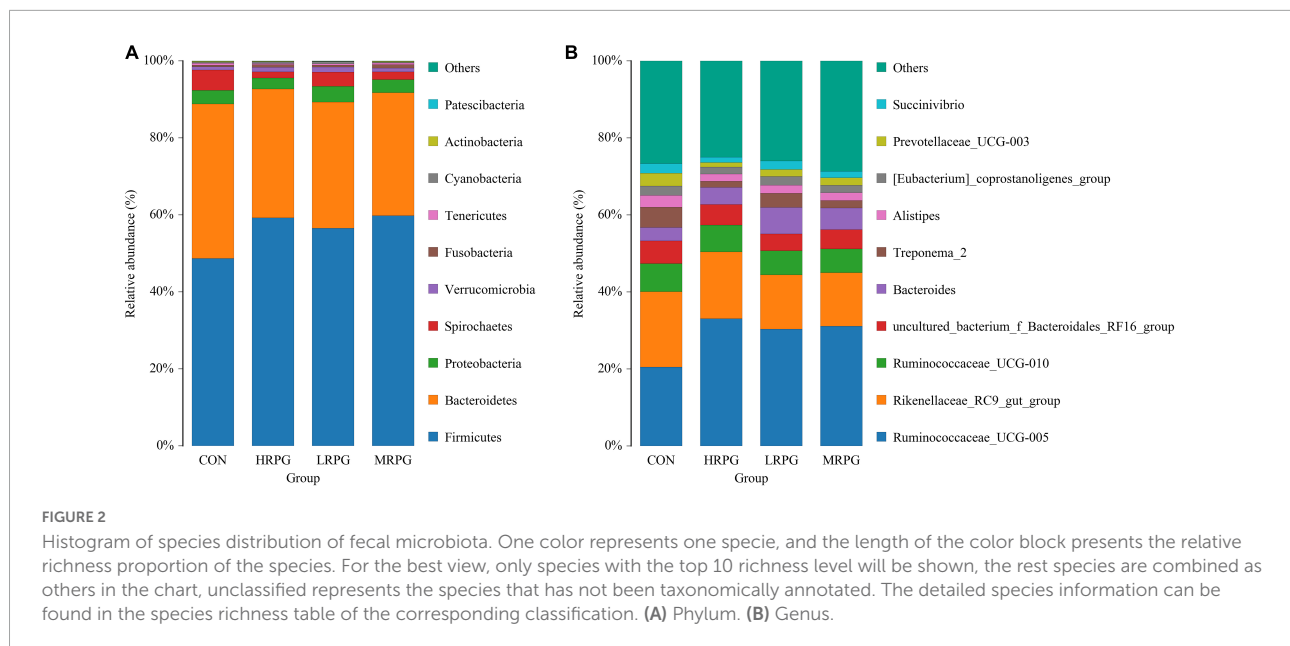 A
100%
80%
60%
40%
20%
0%
Relative abundance (%)
CON HRPG LRPG MRPG
Group
Others
Patescibacteria
Actinobacteria
Cyanobacteria
Tenericutes
Fusobacteria
Verrucomicrobia
Spirochaetes
Proteobacteria
Bacteroidetes
Firmicutes
B
100%
80%
60%
40%
20%
0%
Relative abundance (%)
CON HRPG LRPG MRPG
Group
Others
Succinivibrio
Prevotellaceae_UCG-003
[Eubacterium]_coprostanoligenes_group
Alistipes
Treponema_2
Bacteroides
uncultured_bacterium_f_Bacteroidales_RF16_group
Ruminococcaceae_UCG-010
Rikenellaceae_RC9_gut_group
Ruminococcaceae_UCG-005
FIGURE 2
Histogram of species distribution of fecal microbiota. One color represents one specie, and the length of the color block presents the relative
richness proportion of the species. For the best view, only species with the top 10 richness level will be shown, the rest species are combined as
others in the chart, unclassified represents the species that has not been taxonomically annotated. The detailed species information can be
found in the species richness table of the corresponding classification. (A) Phylum. (B) Genus.